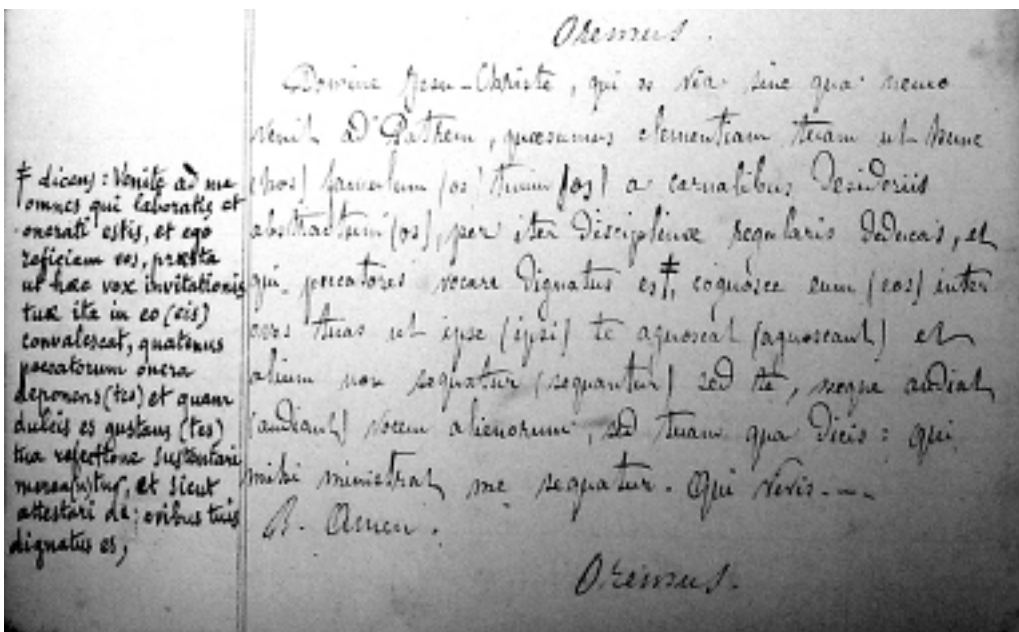 Oremus.
Domine Jesu-Christe, qui es via sine qua nemo
venit ad Patrem, quæsumus clementiam tuam ut hunc
(hos) famulum (os) tuum (os) a carnalibus desideriis
abstractum (os), per iter disciplinæ regularis deducas, et
qui peccatores vocare dignatus es ‡, cognosce eum (eos) inter
oves tuas ut ipse (ipsi) te agnoscat (agnoscant) et
alium non sequatur (sequantur) sed te, neque audiat
(audiant) vocem alienorum, sed tuam qua dicis : qui
mihi ministrat me sequatur. Qui vivis---
R. Amen.
Oremus.
‡ dicens : Venite ad me
omnes qui laboratis et
onerati estis, et ego
reficiam vos, præsta
ut hæc vox invitationis
tuæ ita in eo (eis)
convalescat, quatenus
peccatorum onera
deponens (tes) et quam
dulcis es gustans (tes)
tua refectione sustentari
et sicut
attestari de ovibus tuis
dignatus es,